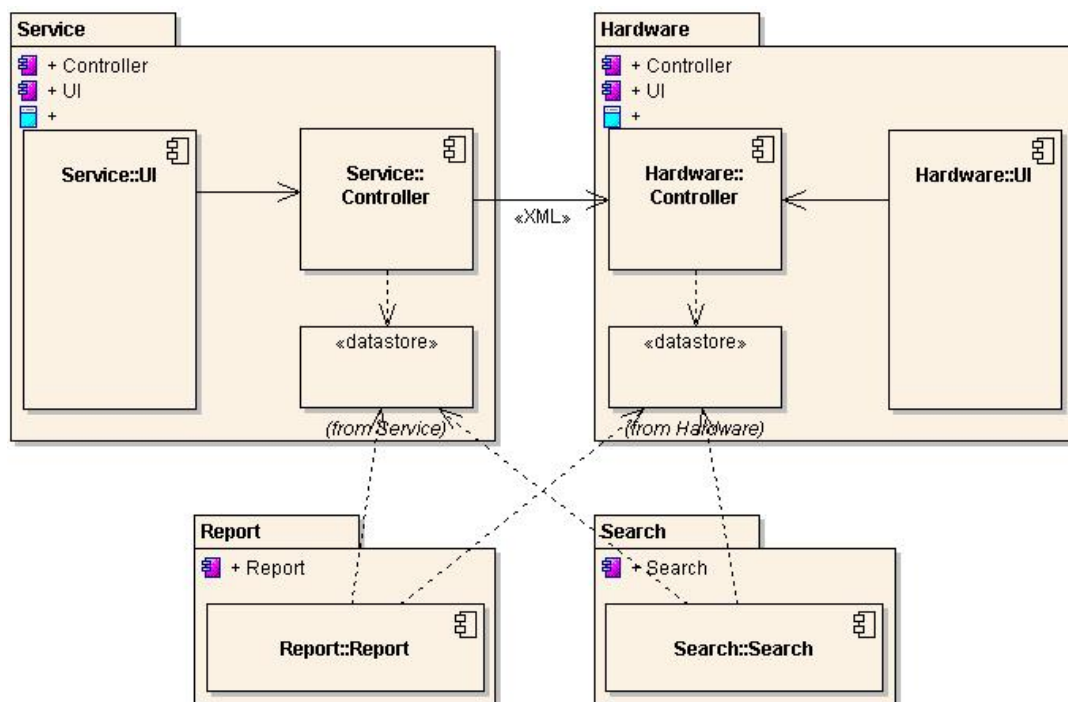 Service
+ Controller
+ UI
+
Service::UI
Service::
Controller
«XML»
«datastore»
(from Service)
Hardware
+ Controller
+ UI
+
Hardware::
Controller
Hardware::UI
«datastore»
(from Hardware)
Report
+ Report
Report::Report
Search
+ Search
Search::Search